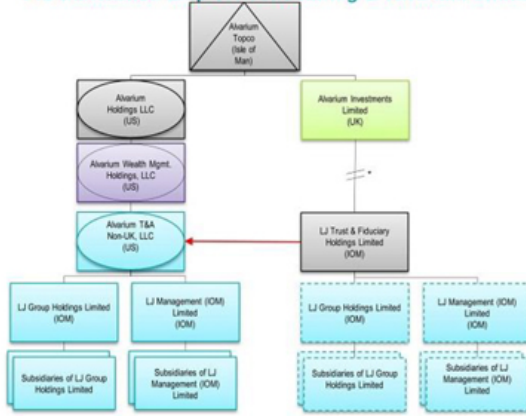 Alvarium
Topco
(Isle of
Man)
Alvarium
Holdings LLC
(US)
Alvarium Investments
Limited
(UK)
Alvarium Wealth Mgmt.
Holdings, LLC
(US)
*
Alvarium T&A
Non-UK, LLC
(US)
LJ Trust & Fiduciary
Holdings Limited
(IOM)
LJ Group Holdings Limited
(IOM)
LJ Management (IOM)
Limited
(IOM)
LJ Group Holdings Limited
(IOM)
LJ Management (IOM)
Limited
(IOM)
Subsidiaries of LJ Group
Holdings Limited
Subsidiaries of LJ
Management (IOM)
Limited
Subsidiaries of LJ Group
Holdings Limited
Subsidiaries of LJ
Management (IOM)
Limited